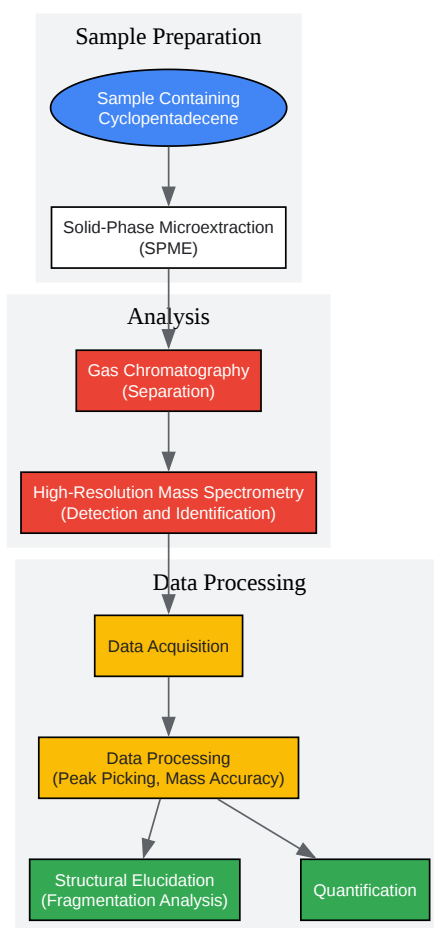 Sample Preparation
Sample Containing
Cyclopentadecene
Solid-Phase Microextraction
(SPME)
Analysis
Gas Chromatography
(Separation)
High-Resolution Mass Spectrometry
(Detection and Identification)
Data Processing
Data Acquisition
Data Processing
(Peak Picking, Mass Accuracy)
Structural Elucidation
(Fragmentation Analysis)
Quantification